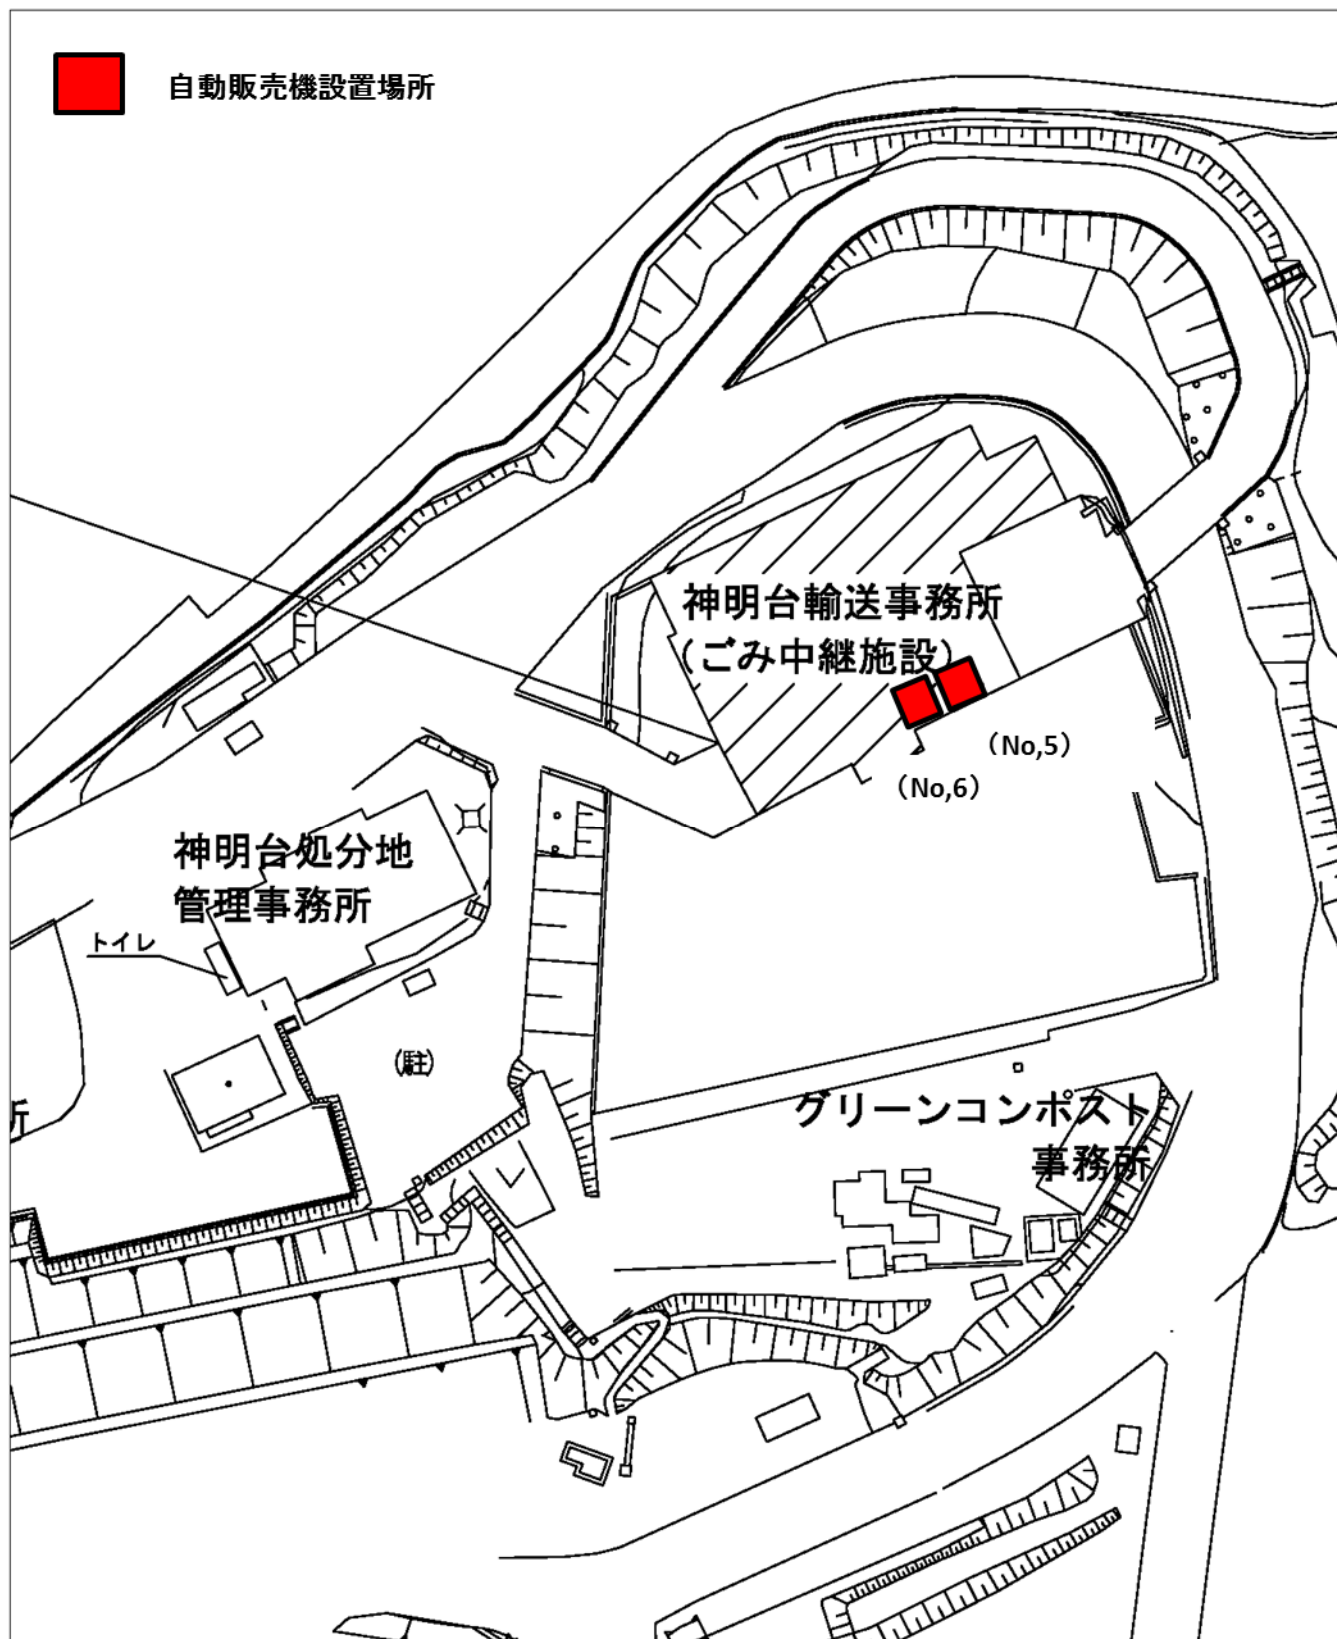 自動販売機設置場所
神明台輸送事務所
(ごみ中継施設)
（No,5）
（No,6）
神明台処分地
管理事務所
トイレ
(駐)
グリーンコンポスト
事務所
所